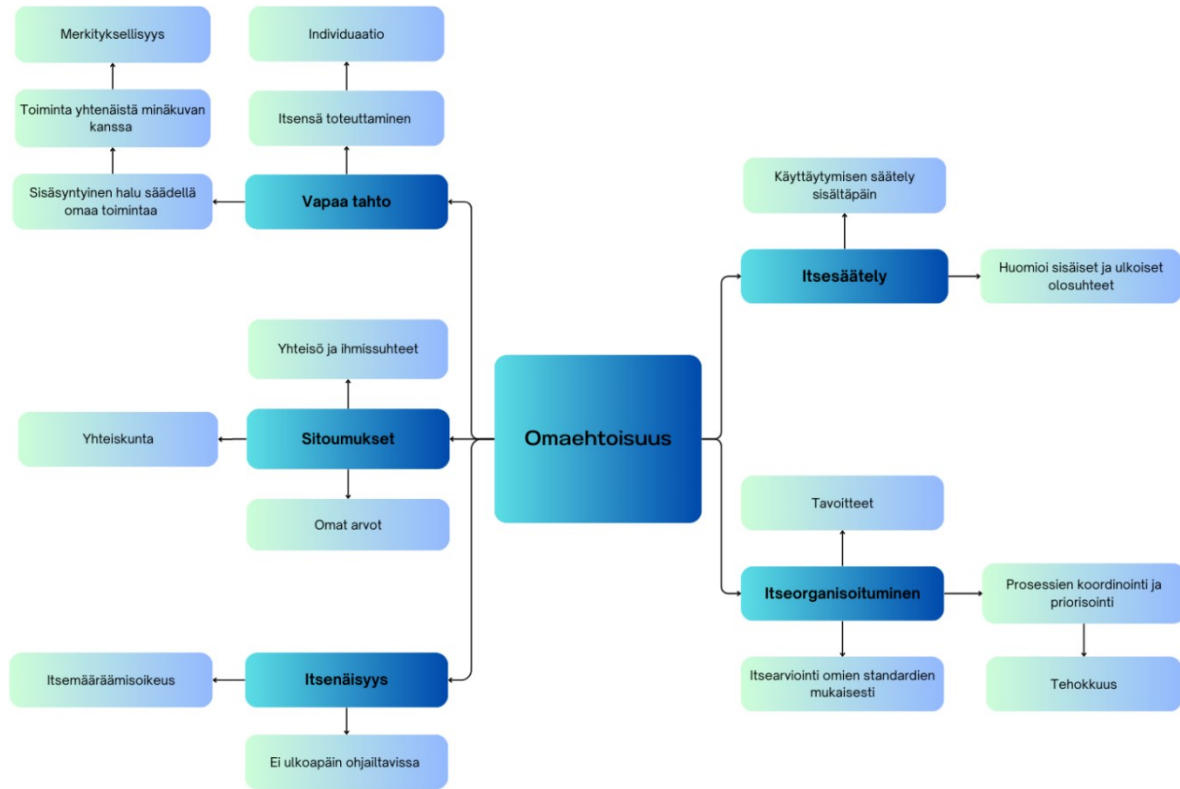 Merkityksellisyys
Individuaatio
Toiminta yhtenäistä minäkuvan
kanssa
Itsensä toteuttaminen
Sisäsyntyinen halu säädellä
omaa toimintaa
Vapaa tahto
Käyttäytymisen säätely
sisältäpäin
Itsesäätely
Huomioi sisäiset ja ulkoiset
olosuhteet
Yhteisö ja ihmissuhteet
Yhteiskunta
Sitoumukset
Omat arvot
Omaehtoisuus
Tavoitteet
Itseorganisoituminen
Prosessien koordinointi ja
priorisointi
Itsearviointi omien standardien
mukaisesti
Tehokkuus
Itsemääräämisoikeus
Itsenäisyys
Ei ulkoapäin ohjailtavissa